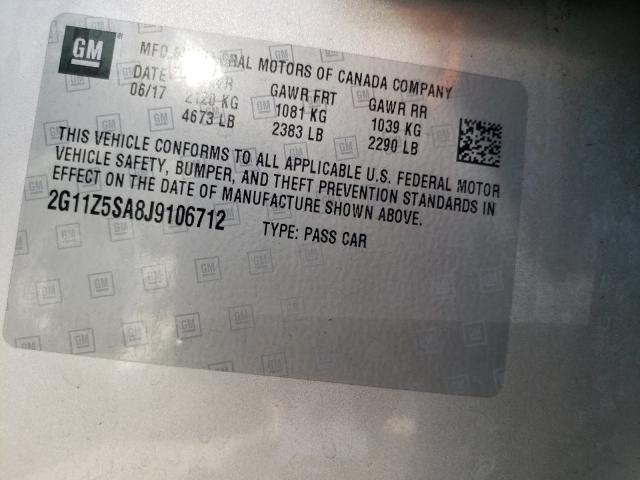 GM
MFD BY GENERAL MOTORS OF CANADA COMPANY
DATE GVWR GAWR FRT GAWR RR
06/17 2120 KG 1081 KG 1039 KG
4673 LB 2383 LB 2290 LB
THIS VEHICLE CONFORMS TO ALL APPLICABLE U.S. FEDERAL MOTOR
VEHICLE SAFETY, BUMPER, AND THEFT PREVENTION STANDARDS IN
EFFECT ON THE DATE OF MANUFACTURE SHOWN ABOVE.
2G11Z5SA8J9106712 TYPE: PASS CAR